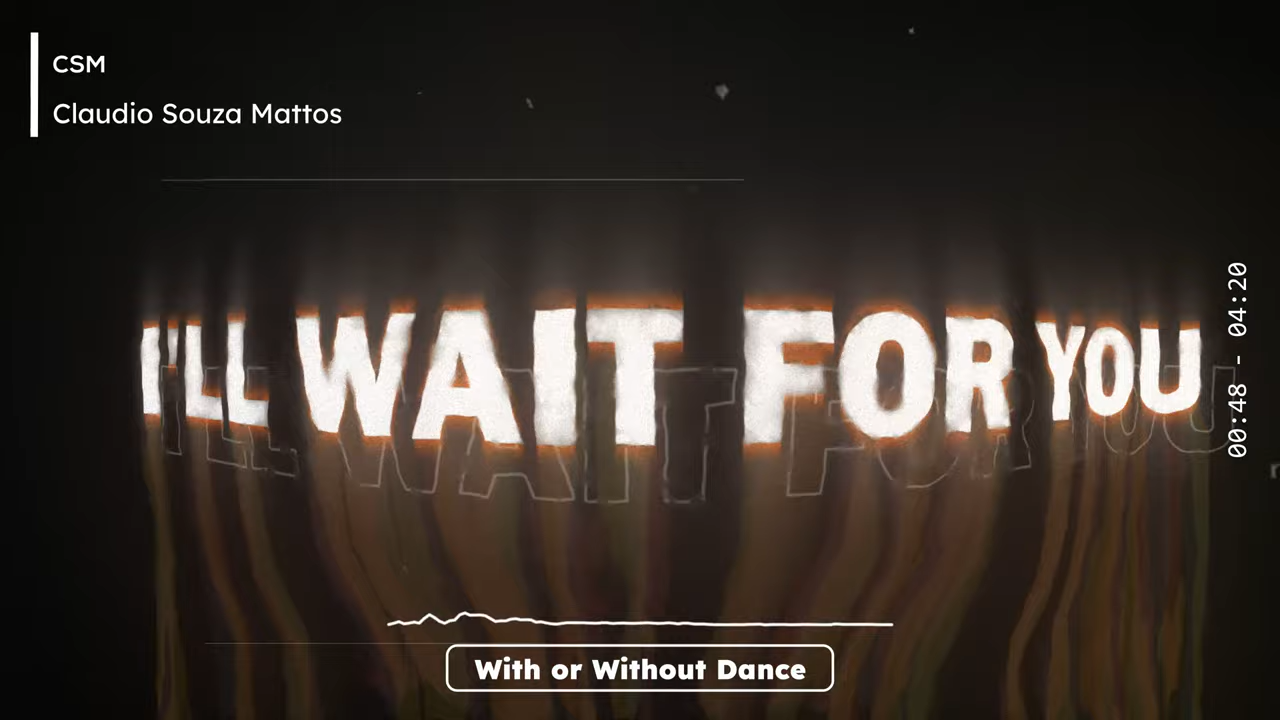 CSM
Claudio Souza Mattos
I'LL WAIT FOR YOU
00:48 - 04:20
With or Without Dance